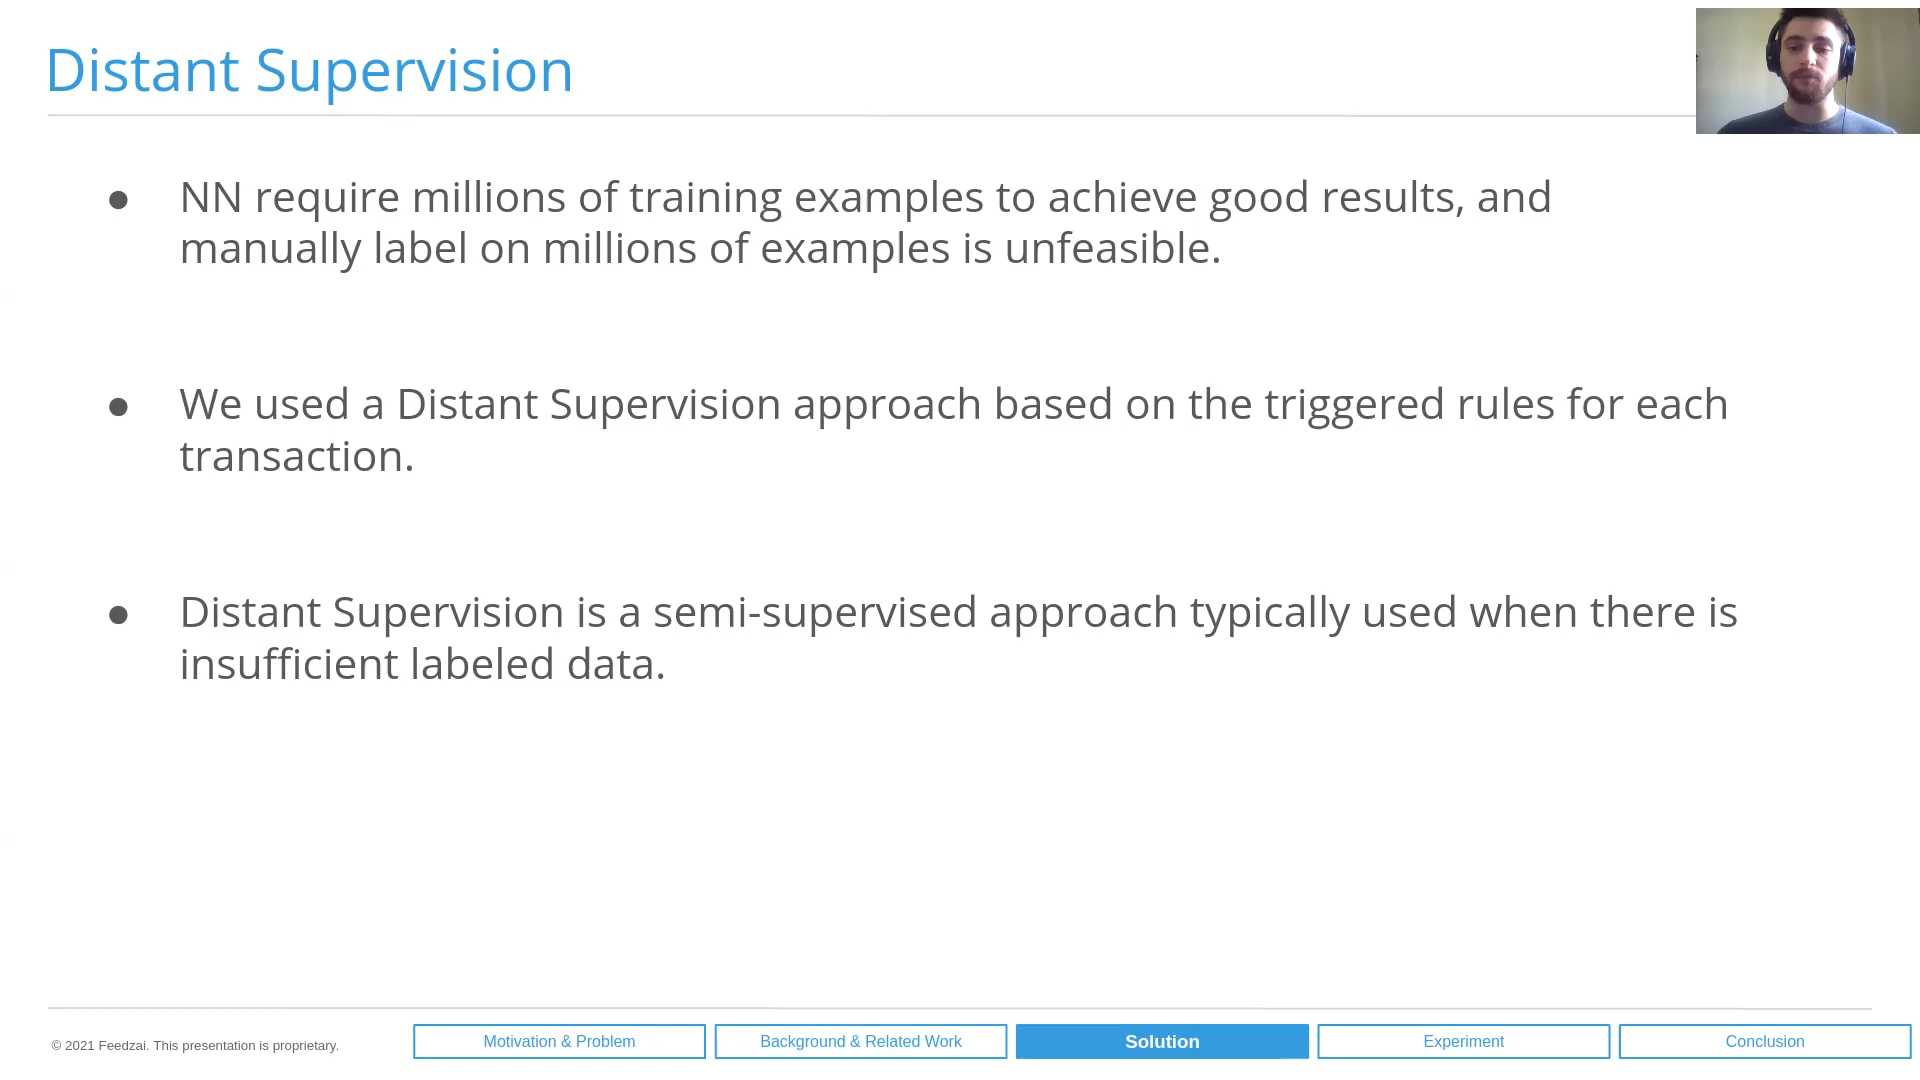 Distant Supervision
● NN require millions of training examples to achieve good results, and
manually label on millions of examples is unfeasible.
● We used a Distant Supervision approach based on the triggered rules for each
transaction.
● Distant Supervision is a semi-supervised approach typically used when there is
insufficient labeled data.
© 2021 Feedzai. This presentation is proprietary.
Motivation & Problem
Background & Related Work
Solution
Experiment
Conclusion